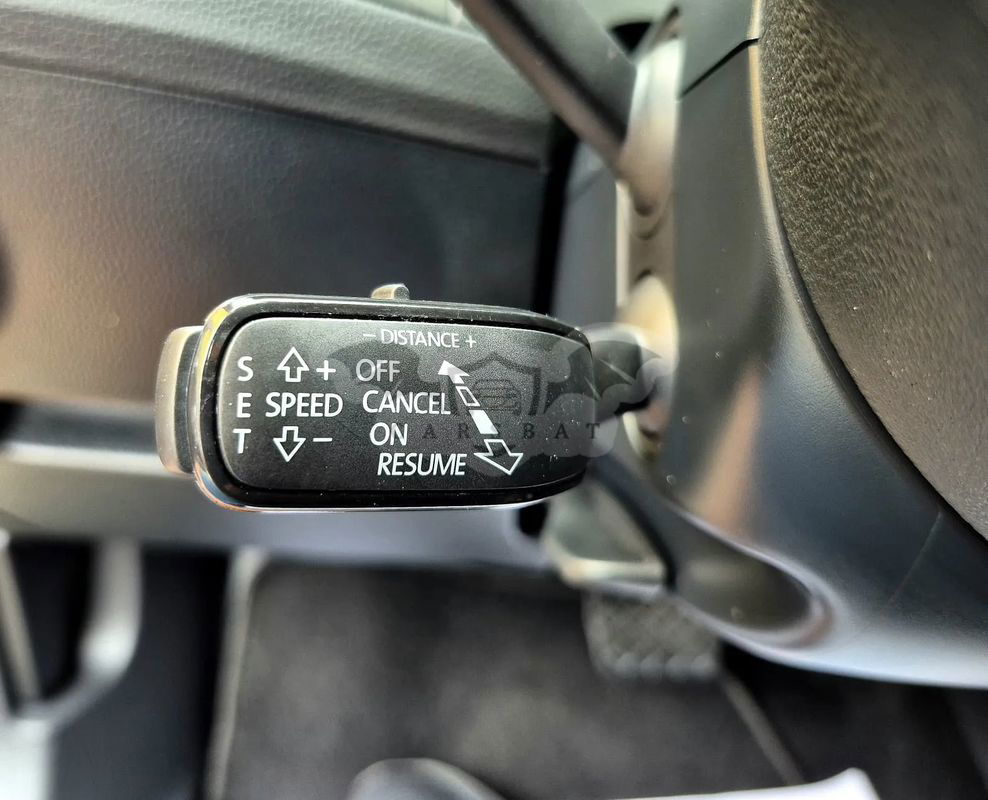 − DISTANCE +
S + OFF
E SPEED CANCEL
T − ON
RESUME